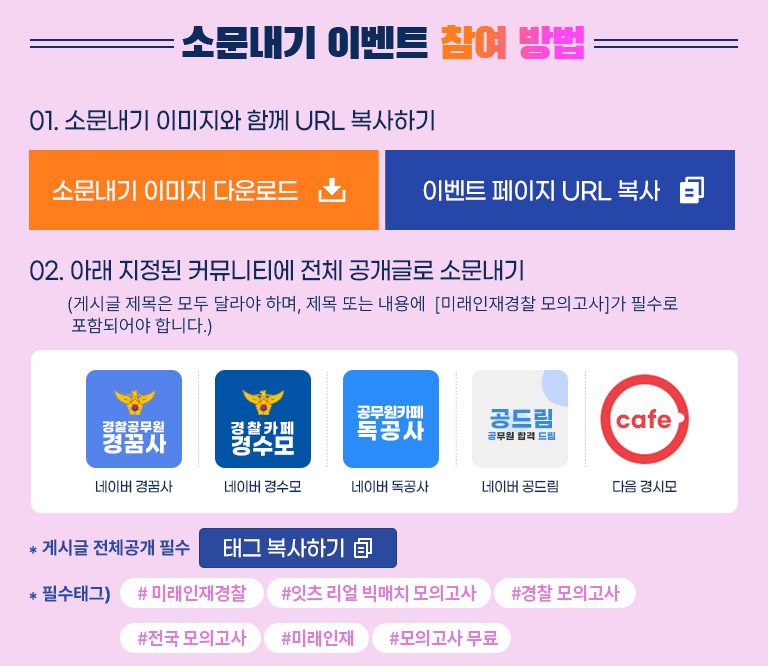 소문내기 이벤트 참여 방법
01. 소문내기 이미지와 함께 URL 복사하기
소문내기 이미지 다운로드
이벤트 페이지 URL 복사
02. 아래 지정된 커뮤니티에 전체 공개글로 소문내기
(게시글 제목은 모두 달라야 하며, 제목 또는 내용에 [미래인재경찰 모의고사]가 필수로
포함되어야 합니다.)
경찰공무원
경꿈사
경찰카페
경수모
공무원카페
독공사
공드림
공무원 합격 드림
cafe
네이버 경꿈사
네이버 경수모
네이버 독공사
네이버 공드림
다음 경시모
* 게시글 전체공개 필수
태그 복사하기
* 필수태그)
# 미래인재경찰
#잇츠 리얼 빅매치 모의고사
#경찰 모의고사
#전국 모의고사
#미래인재
#모의고사 무료